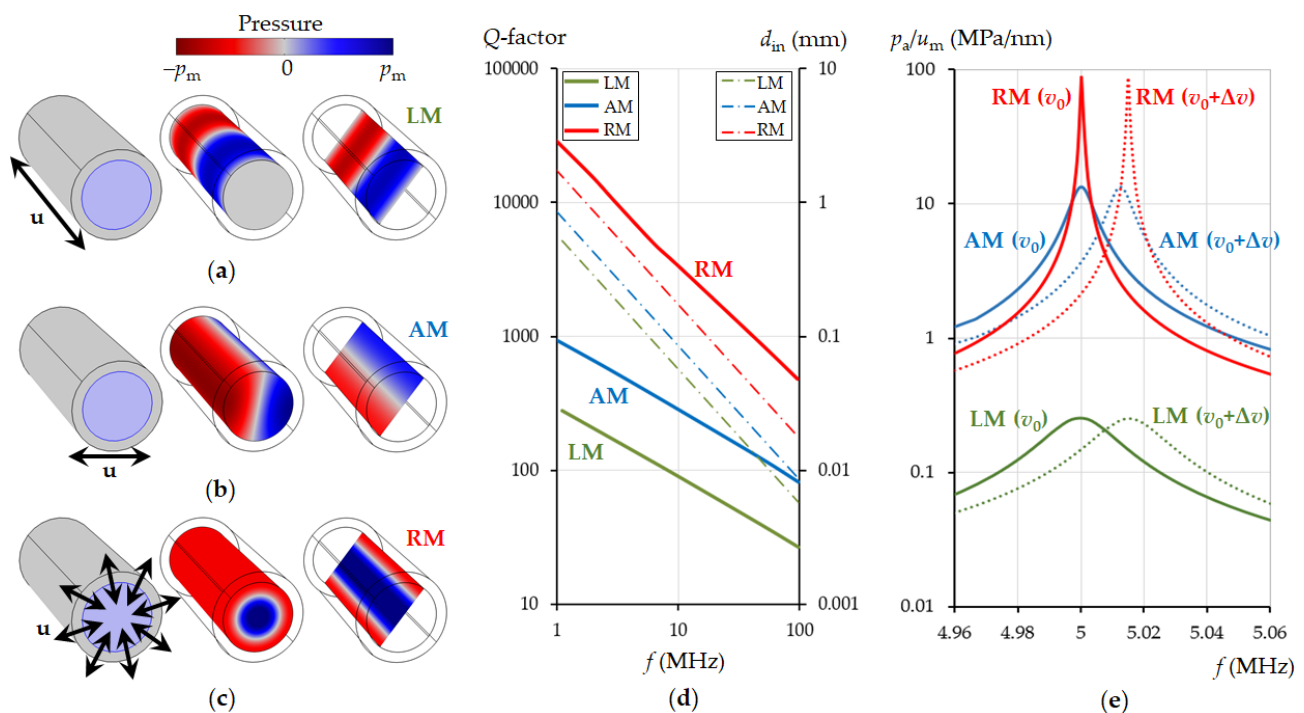 Pressure
−pm 0 pm
LM
u
(a)
AM
u
(b)
RM
u
(c)
Q-factor
din (mm)
100000
10000
1000
100
10
LM
AM
RM
LM
AM
RM
10
1
0.1
0.01
0.001
RM
AM
LM
1 10 100
f (MHz)
(d)
pa/um (MPa/nm)
100
10
1
0.1
0.01
RM (v0) RM (v0+Δv)
AM (v0) AM (v0+Δv)
LM (v0) LM (v0+Δv)
4.96 4.98 5 5.02 5.04 5.06
f (MHz)
(e)